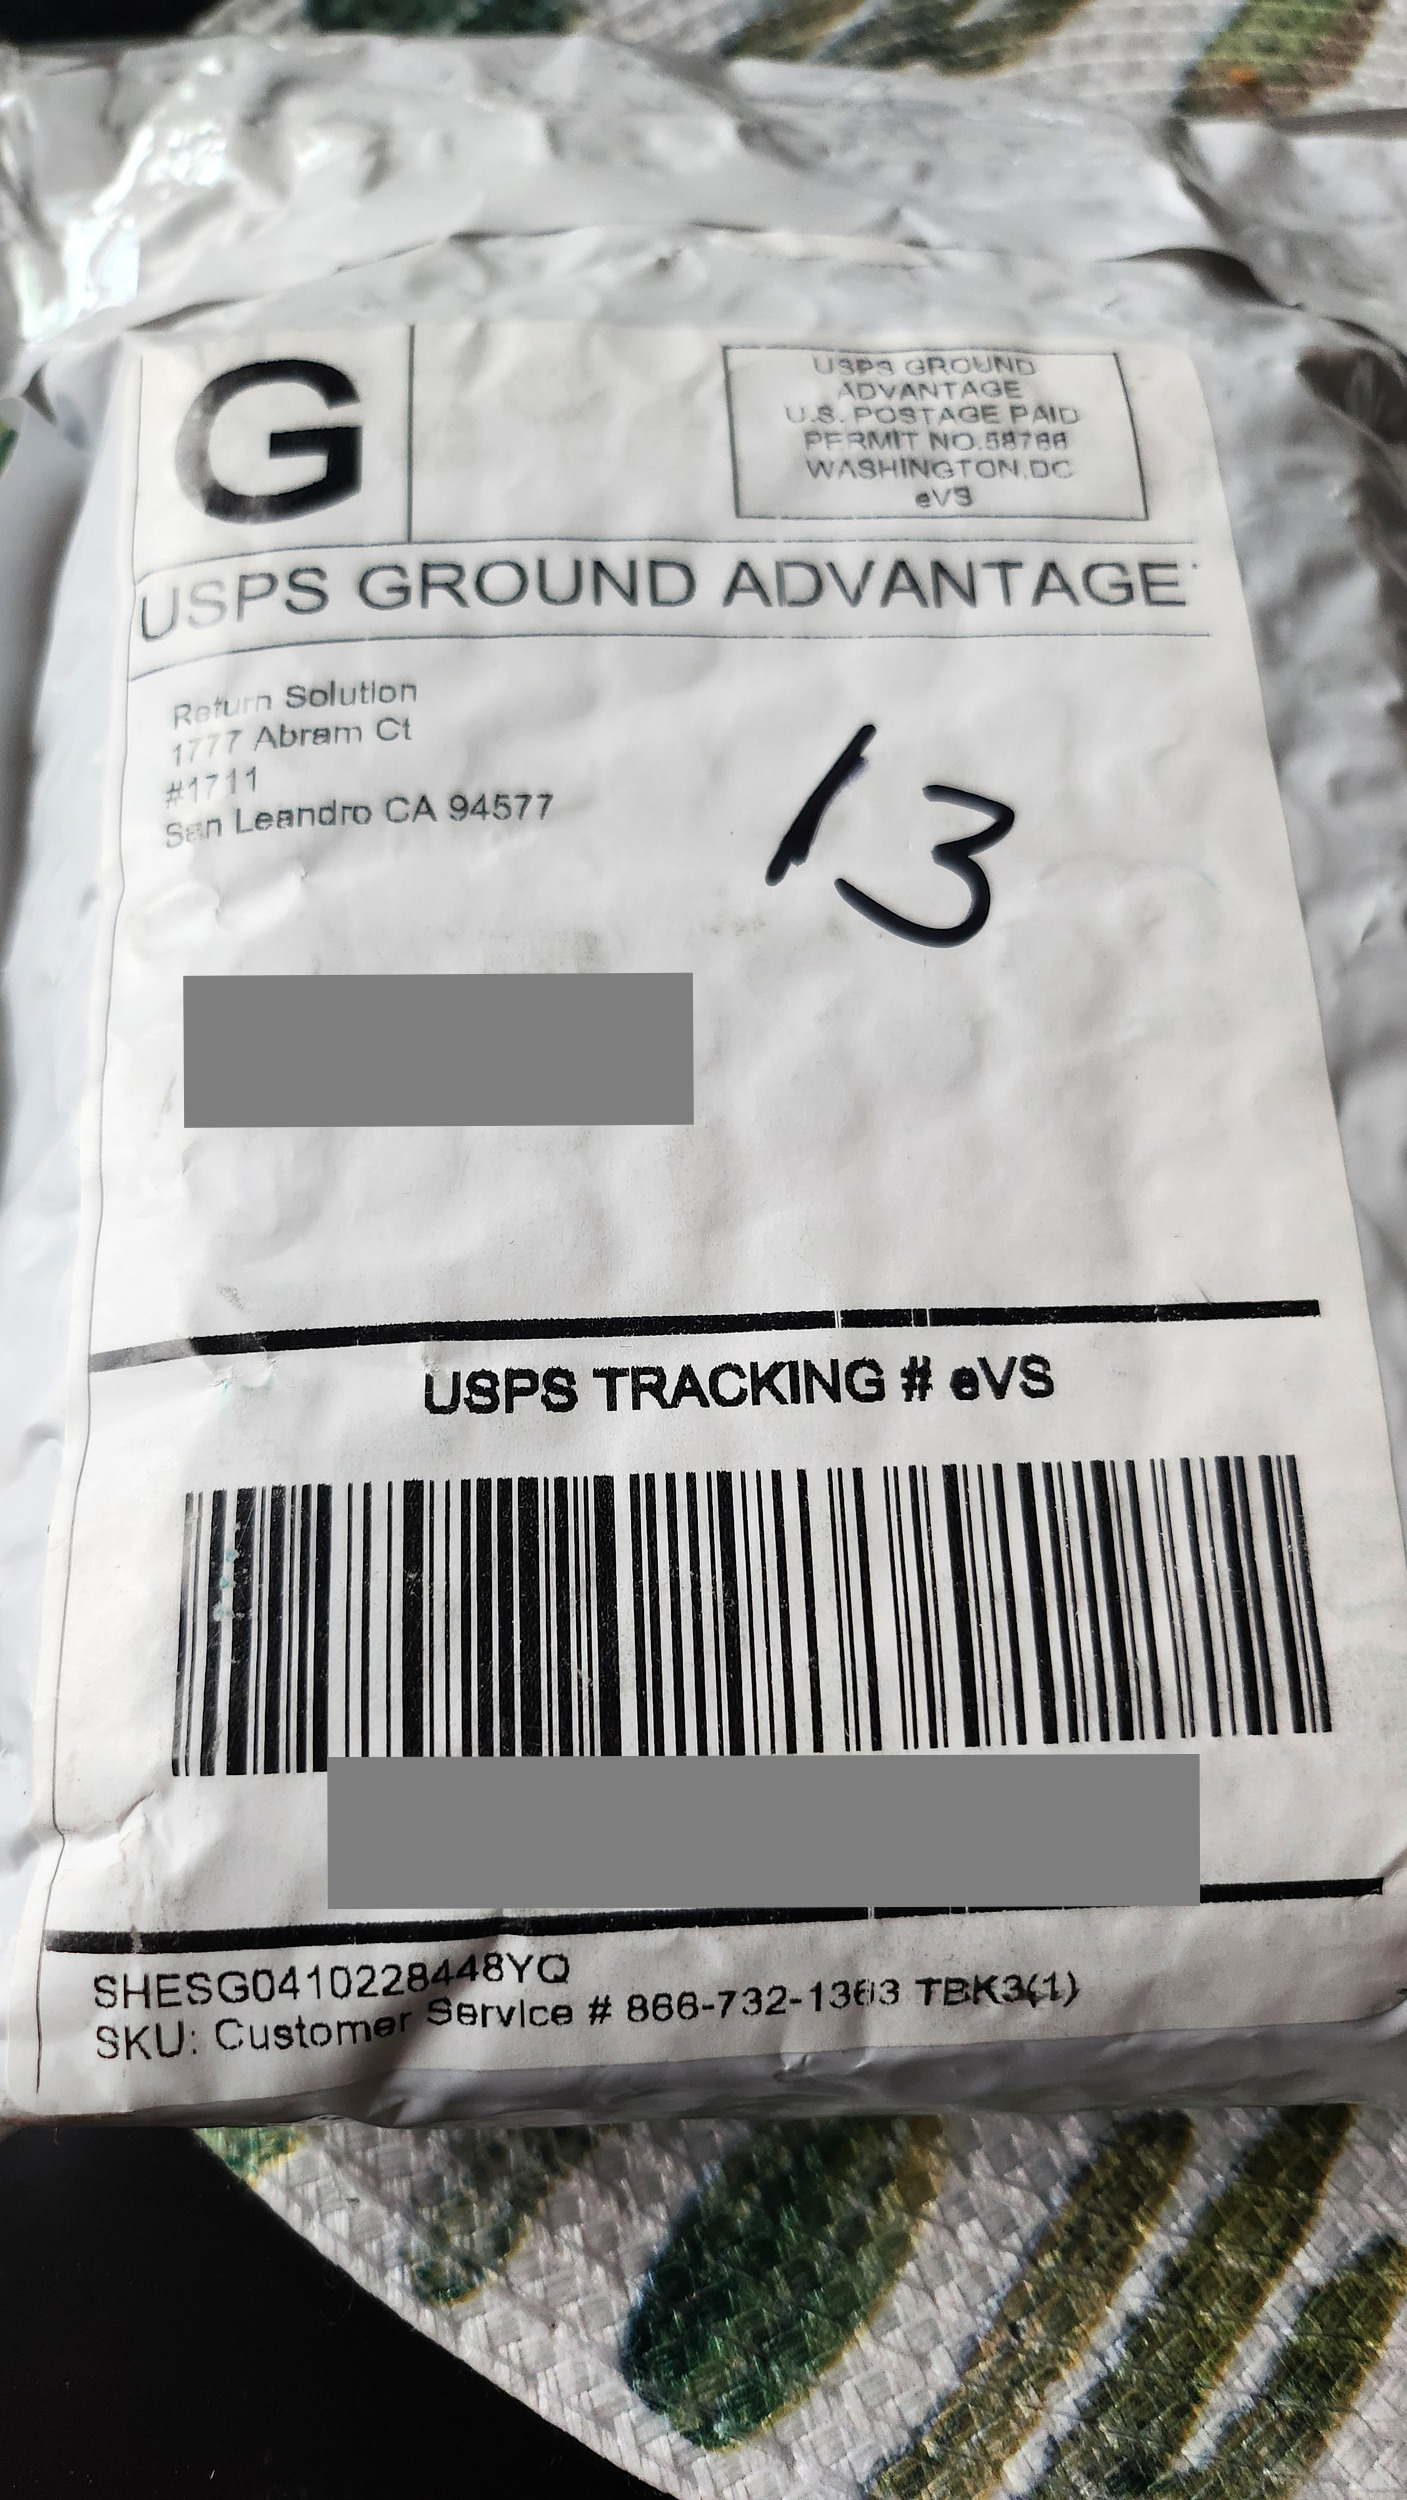 G
USPS GROUND
ADVANTAGE
U.S. POSTAGE PAID
PERMIT NO.58766
WASHINGTON,DC
eVS
USPS GROUND ADVANTAGE
Return Solution
1777 Abram Ct
#1711
San Leandro CA 94577
13
USPS TRACKING # eVS
SHESG0410228448YQ
SKU: Customer Service # 866-732-1363 TBK3(1)